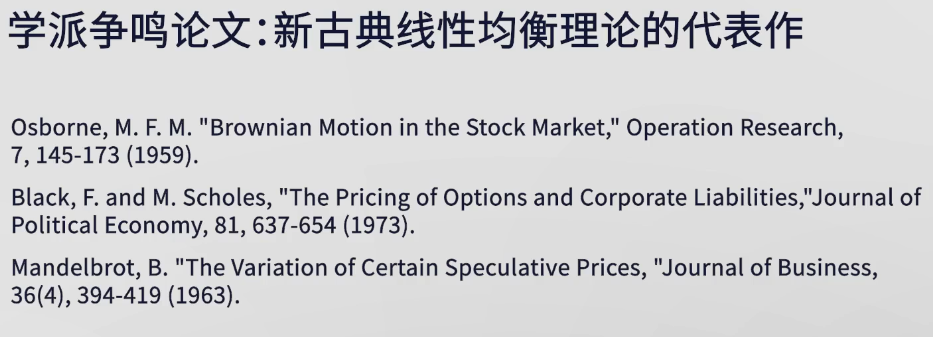 学派争鸣论文：新古典线性均衡理论的代表作
Osborne, M. F. M. "Brownian Motion in the Stock Market," Operation Research,
7, 145-173 (1959).
Black, F. and M. Scholes, "The Pricing of Options and Corporate Liabilities,"Journal of
Political Economy, 81, 637-654 (1973).
Mandelbrot, B. "The Variation of Certain Speculative Prices, "Journal of Business,
36(4), 394-419 (1963).